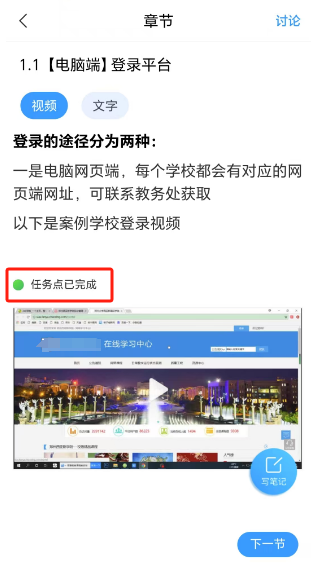 章节
讨论
1.1【电脑端】登录平台
视频
文字
登录的途径分为两种：
一是电脑网页端，每个学校都会有对应的网
页端网址，可联系教务处获取
以下是案例学校登录视频
任务点已完成
在线学习中心
写笔记
下一节